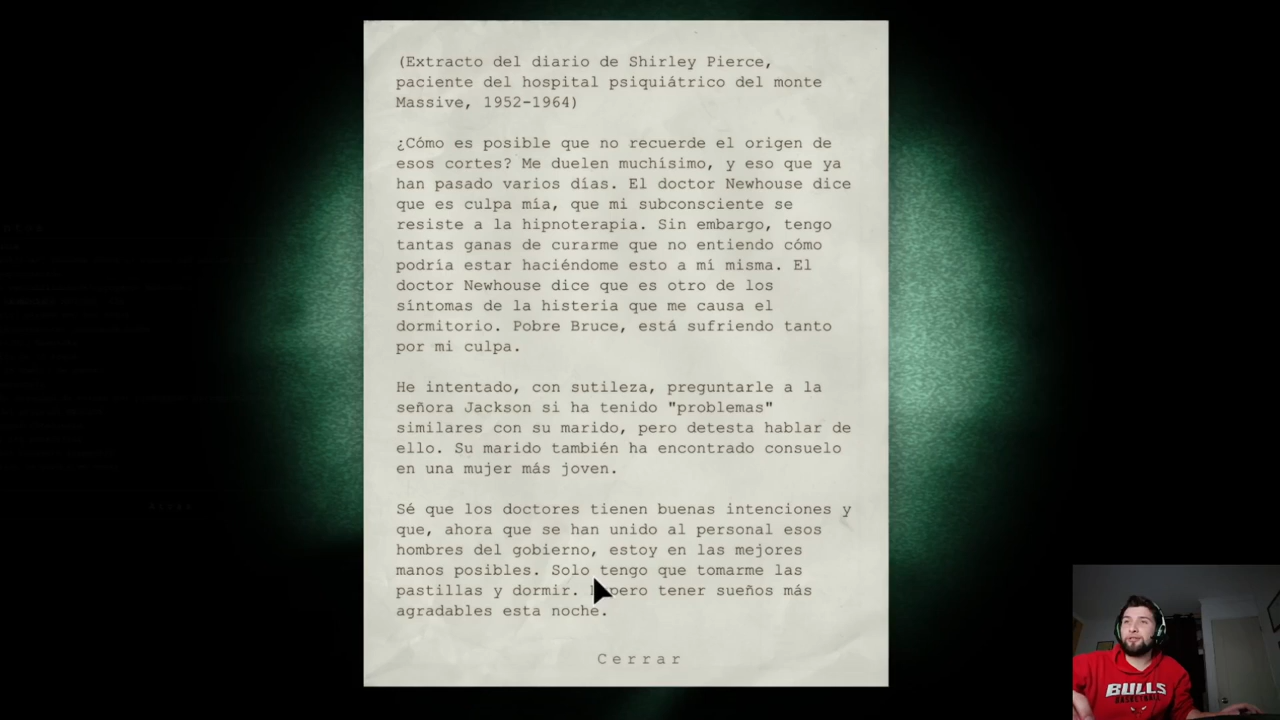 (Extracto del diario de Shirley Pierce,
paciente del hospital psiquiátrico del monte
Massive, 1952-1964)
¿Cómo es posible que no recuerde el origen de
esos cortes? Me duelen muchísimo, y eso que ya
han pasado varios días. El doctor Newhouse dice
que es culpa mía, que mi subconsciente se
resiste a la hipnoterapia. Sin embargo, tengo
tantas ganas de curarme que no entiendo cómo
podría estar haciéndome esto a mí misma. El
doctor Newhouse dice que es otro de los
síntomas de la histeria que me causa el
dormitorio. Pobre Bruce, está sufriendo tanto
por mi culpa.
He intentado, con sutileza, preguntarle a la
señora Jackson si ha tenido "problemas"
similares con su marido, pero detesta hablar de
ello. Su marido también ha encontrado consuelo
en una mujer más joven.
Sé que los doctores tienen buenas intenciones y
que, ahora que se han unido al personal esos
hombres del gobierno, estoy en las mejores
manos posibles. Solo tengo que tomarme las
pastillas y dormir. tener sueños más
agradables esta noche.
Cerrar
BULLS